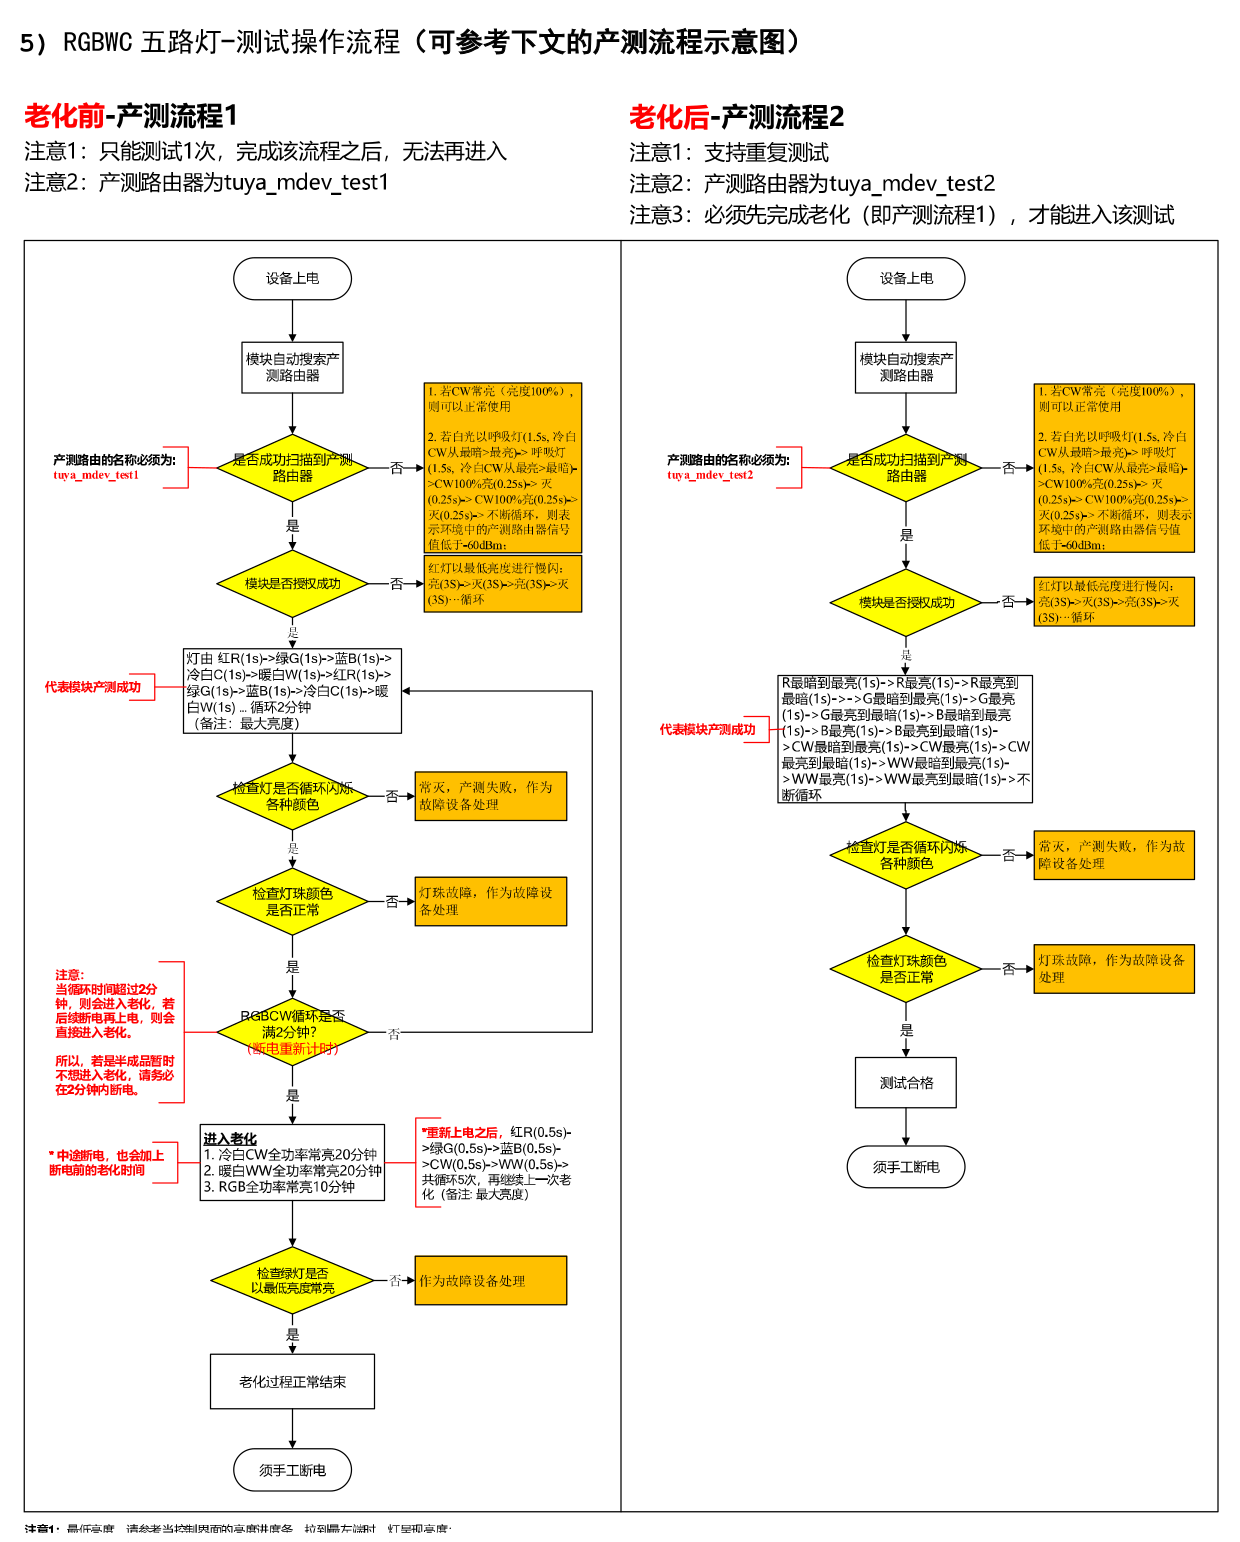 5）RGBWC 五路灯-测试操作流程（可参考下文的产测流程示意图）
老化前-产测流程1
注意1：只能测试1次，完成该流程之后，无法再进入
注意2：产测路由器为tuya_mdev_test1
老化后-产测流程2
注意1：支持重复测试
注意2：产测路由器为tuya_mdev_test2
注意3：必须先完成老化（即产测流程1），才能进入该测试
设备上电
模块自动搜索产
测路由器
产测路由的名称必须为:
tuya_mdev_test1
是否成功扫描到产测
路由器
否
1. 若CW常亮（亮度100%），
则可以正常使用
2. 若白光以呼吸灯(1.5s, 冷白
CW从最暗>最亮)-> 呼吸灯
(1.5s, 冷白CW从最亮>最暗)-
>CW100%亮(0.25s)-> 灭
(0.25s)-> CW100%亮(0.25s)->
灭(0.25s)-> 不断循环，则表
示环境中的产测路由器信号
值低于-60dBm；
是
模块是否授权成功
否
红灯以最低亮度进行慢闪：
亮(3S)->灭(3S)->亮(3S)->灭
(3S)…循环
是
代表模块产测成功
灯由 红R(1s)->绿G(1s)->蓝B(1s)->
冷白C(1s)->暖白W(1s)->红R(1s)->
绿G(1s)->蓝B(1s)->冷白C(1s)->暖
白W(1s) ... 循环2分钟
（备注：最大亮度）
检查灯是否循环闪烁
各种颜色
否
常灭，产测失败，作为
故障设备处理
是
检查灯珠颜色
是否正常
否
灯珠故障，作为故障设
备处理
是
注意：
当循环时间超过2分
钟，则会进入老化，若
后续断电再上电，则会
直接进入老化。
所以，若是半成品暂时
不想进入老化，请务必
在2分钟内断电。
RGBCW循环是否
满2分钟？
（断电重新计时）
否
是
* 中途断电，也会加上
断电前的老化时间
进入老化
1. 冷白CW全功率常亮20分钟
2. 暖白WW全功率常亮20分钟
3. RGB全功率常亮10分钟
*重新上电之后，红R(0.5s)-
>绿G(0.5s)->蓝B(0.5s)-
>CW(0.5s)->WW(0.5s)->
共循环5次，再继续上一次老
化（备注: 最大亮度）
检查绿灯是否
以最低亮度常亮
否
作为故障设备处理
是
老化过程正常结束
须手工断电
设备上电
模块自动搜索产
测路由器
产测路由的名称必须为:
tuya_mdev_test2
是否成功扫描到产测
路由器
否
1. 若CW常亮（亮度100%），
则可以正常使用
2. 若白光以呼吸灯(1.5s, 冷白
CW从最暗>最亮)-> 呼吸灯
(1.5s, 冷白CW从最亮>最暗)-
>CW100%亮(0.25s)-> 灭
(0.25s)-> CW100%亮(0.25s)->
灭(0.25s)-> 不断循环，则表示
环境中的产测路由器信号值
低于-60dBm；
是
模块是否授权成功
否
红灯以最低亮度进行慢闪：
亮(3S)->灭(3S)->亮(3S)->灭
(3S)…循环
是
代表模块产测成功
R最暗到最亮(1s)->R最亮(1s)->R最亮到
最暗(1s)->->G最暗到最亮(1s)->G最亮
(1s)->G最亮到最暗(1s)->B最暗到最亮
(1s)->B最亮(1s)->B最亮到最暗(1s)-
>CW最暗到最亮(1s)->CW最亮(1s)->CW
最亮到最暗(1s)->WW最暗到最亮(1s)-
>WW最亮(1s)->WW最亮到最暗(1s)->不
断循环
检查灯是否循环闪烁
各种颜色
否
常灭，产测失败，作为故
障设备处理
检查灯珠颜色
是否正常
否
灯珠故障，作为故障设备
处理
是
测试合格
须手工断电
注意1：最低亮度，请参考当控制界面的亮度进度条，拉到最左端时，灯呈现亮度；